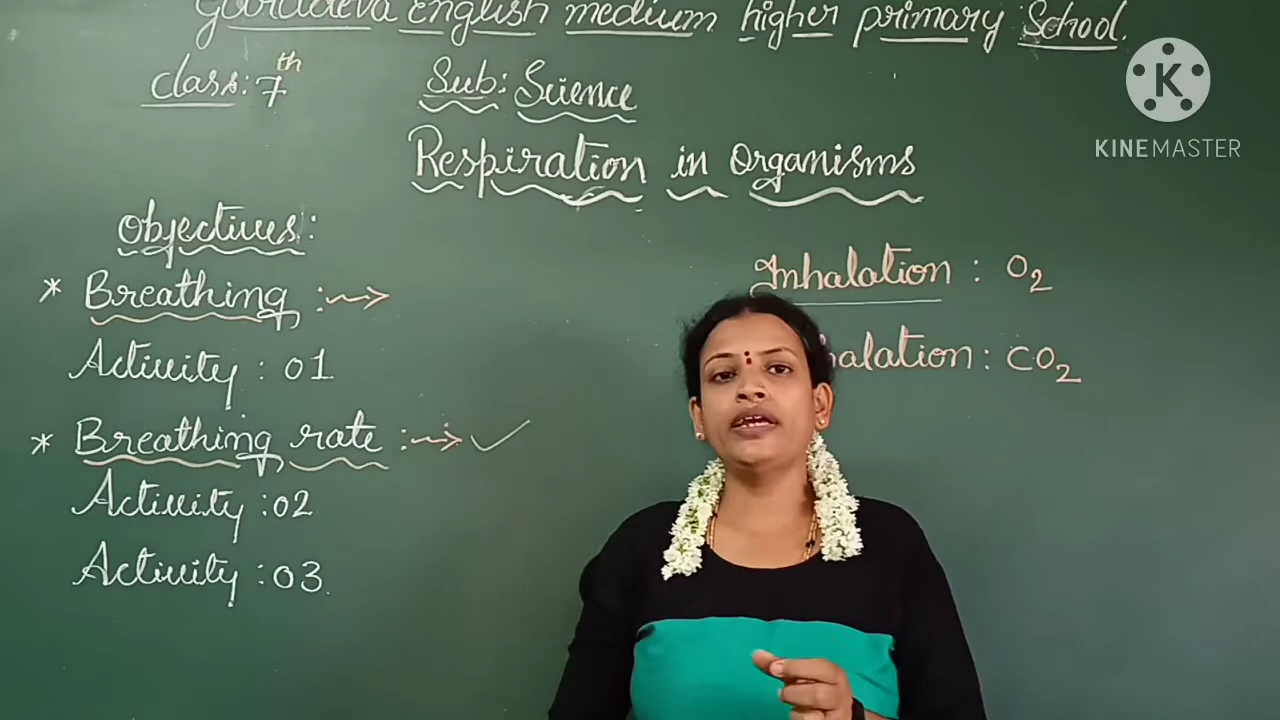 English medium higher primary School.
class: 7th
Sub: Science
Respiration in Organisms
Objectives:
* Breathing :→
Activity : 01
* Breathing rate :→ ✓
Activity : 02
Activity : 03.
Inhalation : O2
halation : CO2
KINEMASTER